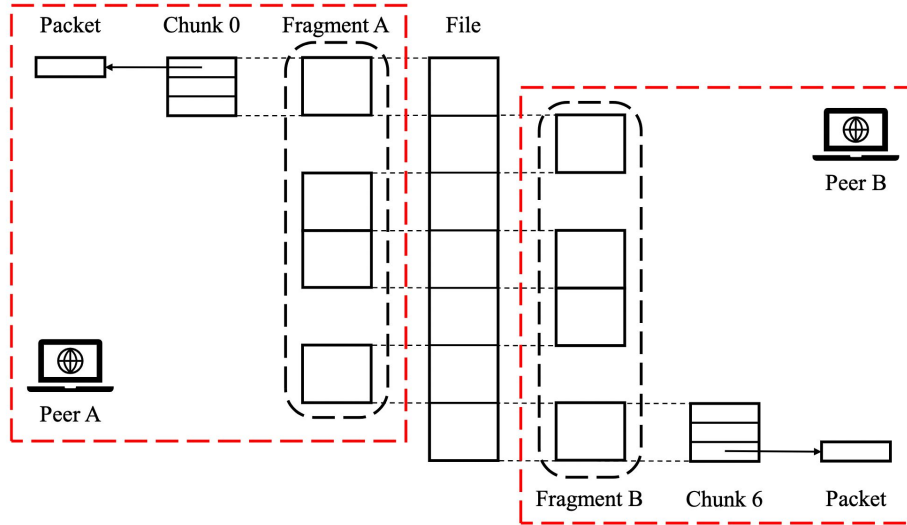 Packet
Chunk 0
Fragment A
File
Peer B
Peer A
Fragment B
Chunk 6
Packet